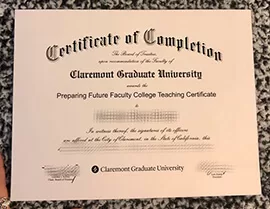 Certificate of Completion
The Board of Trustees
upon recommendation of the Faculty of
Claremont Graduate University
awards the
Preparing Future Faculty College Teaching Certificate
to
In witness thereof, the signatures of its officers
are affixed at the City of Claremont, in the State of California, this
Claremont Graduate University